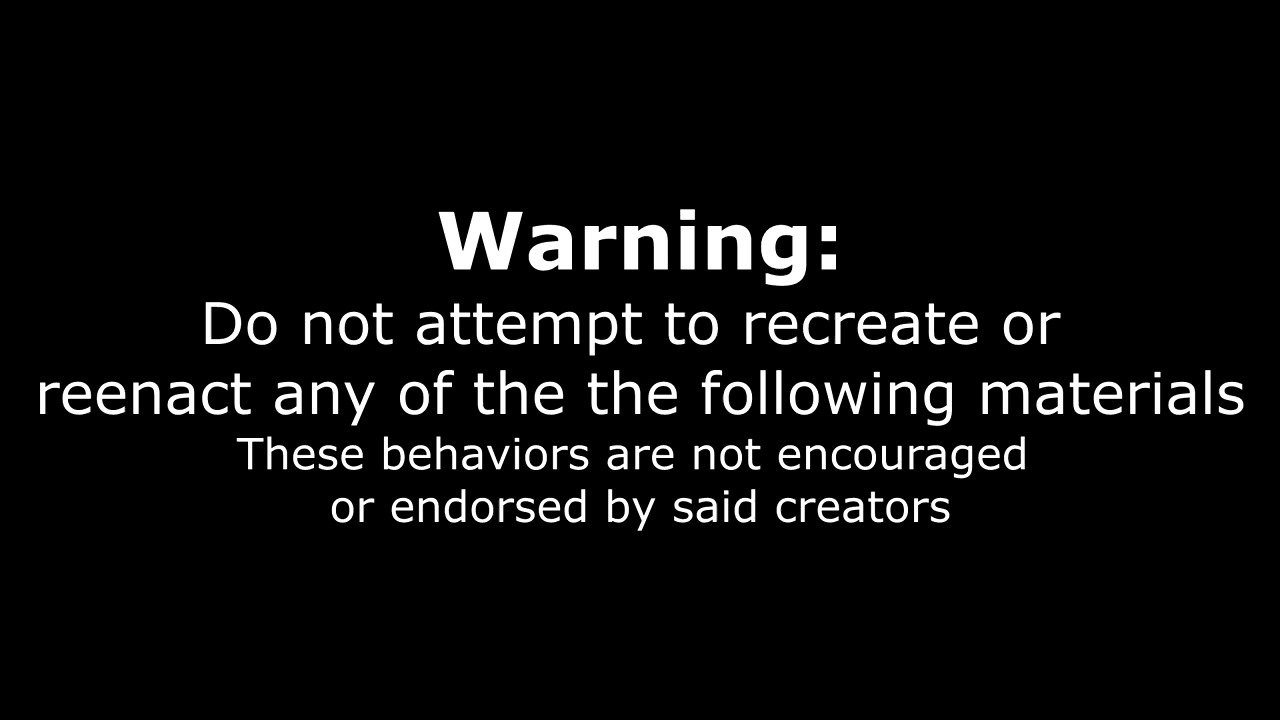 Warning:
Do not attempt to recreate or
reenact any of the the following materials
These behaviors are not encouraged
or endorsed by said creators